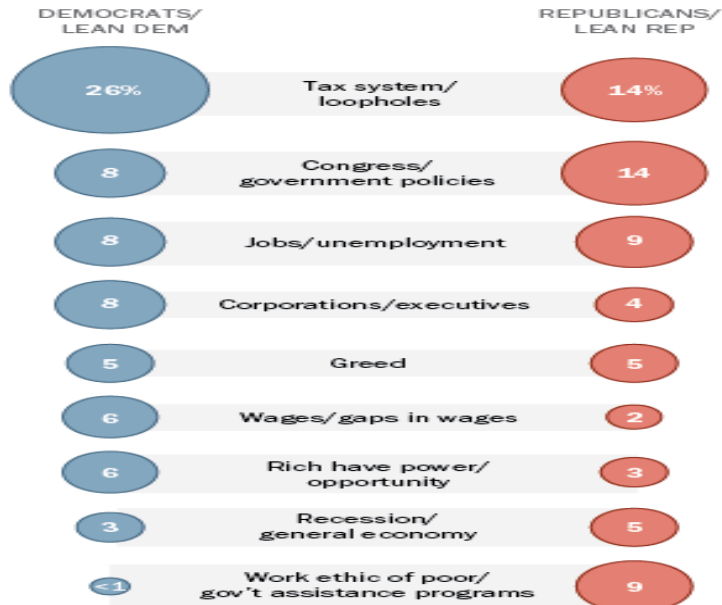 DEMOCRATS/
LEAN DEM
REPUBLICANS/
LEAN REP
26%
Tax system/
loopholes
14%
8
Congress/
government policies
14
8
Jobs/unemployment
9
8
Corporations/executives
4
5
Greed
5
6
Wages/gaps in wages
2
6
Rich have power/
opportunity
3
3
Recession/
general economy
5
<1
Work ethic of poor/
gov't assistance programs
9